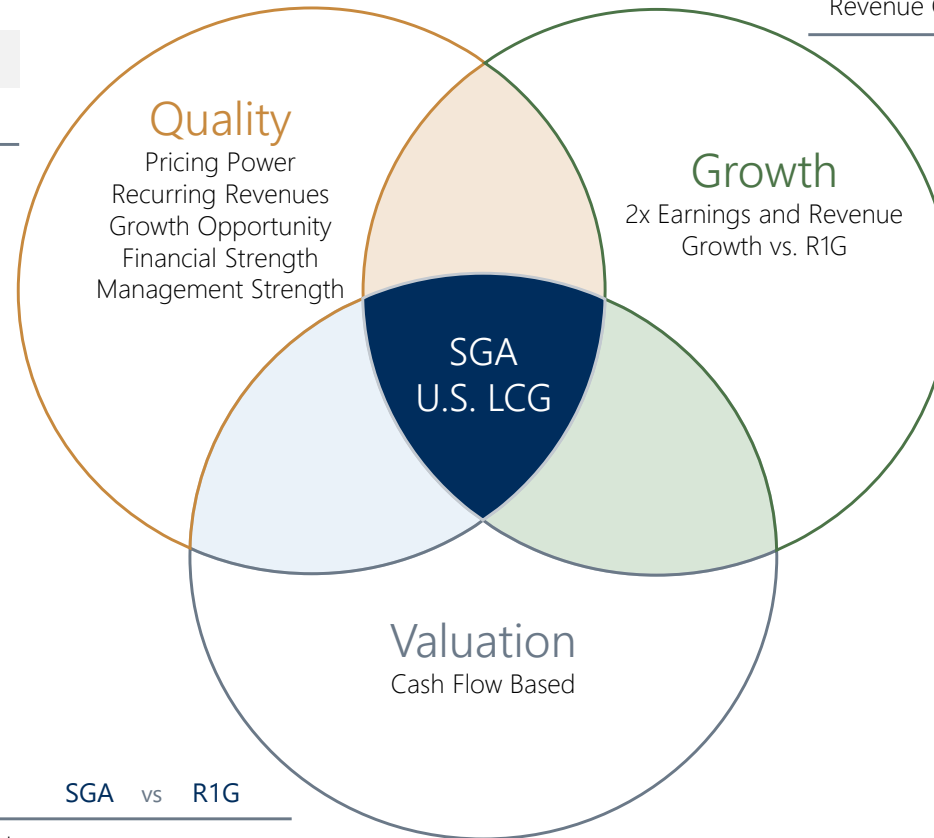 Revenue
Quality
Pricing Power
Recurring Revenues
Growth Opportunity
Financial Strength
Management Strength
Growth
2x Earnings and Revenue
Growth vs. R1G
SGA
U.S. LCG
Valuation
Cash Flow Based
SGA vs R1G